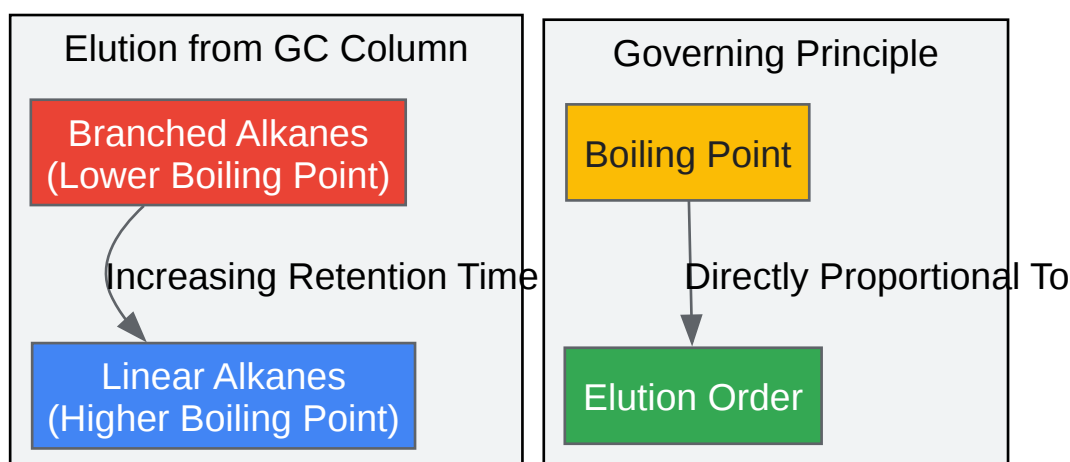 Elution from GC Column
Branched Alkanes
(Lower Boiling Point)
Increasing Retention Time
Linear Alkanes
(Higher Boiling Point)
Governing Principle
Boiling Point
Directly Proportional To
Elution Order